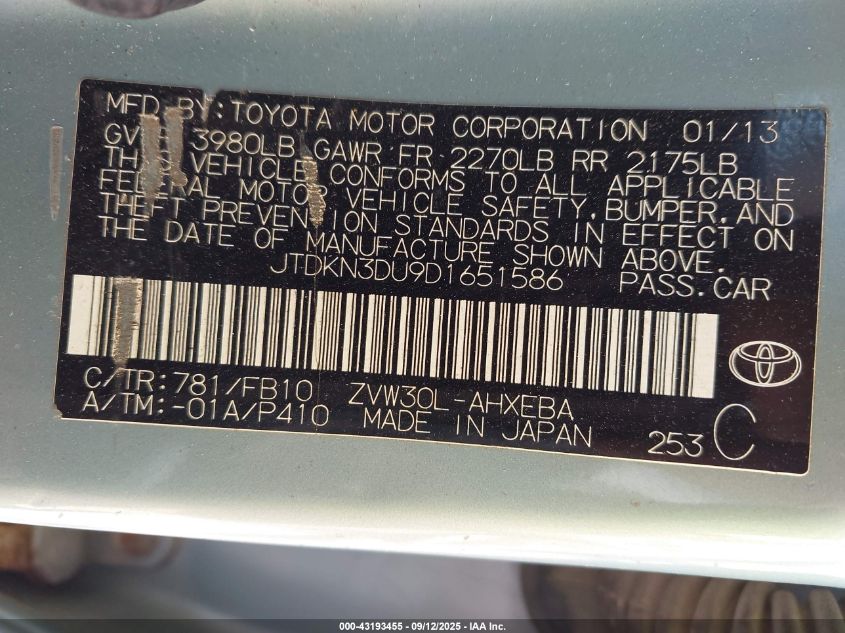 MFD BY: TOYOTA MOTOR CORPORATION 01/13
3980LB GAWR FR 2270LB RR 2175LB
THIS VEHICLE CONFORMS TO ALL APPLICABLE
FEDERAL MOTOR VEHICLE SAFETY, BUMPER, AND
THEFT PREVENTION STANDARDS IN EFFECT ON
THE DATE OF MANUFACTURE SHOWN ABOVE.
JTDKN3DU9D1651586 PASS.CAR
C/TR: 781/FB10 ZVW30L-AHXEBA
A/TM: -01A/P410 MADE IN JAPAN 253 C
000-43193455 - 09/12/2025 - IAA Inc.